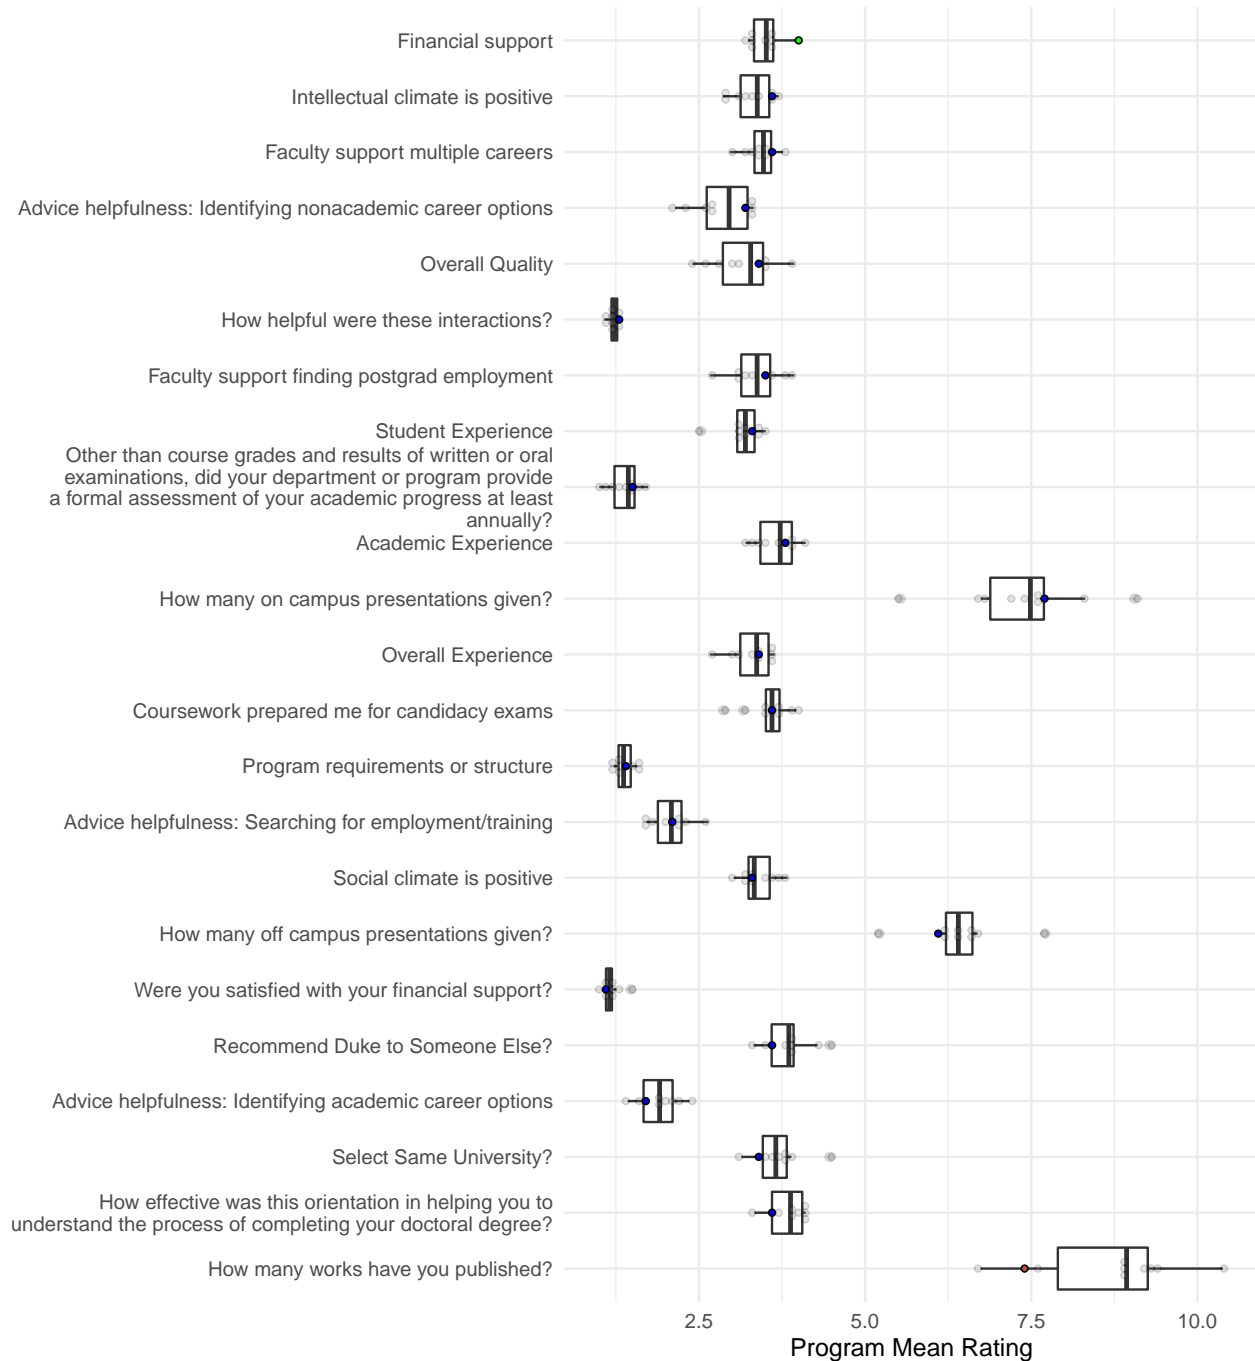 Financial support
Intellectual climate is positive
Faculty support multiple careers
Advice helpfulness: Identifying nonacademic career options
Overall Quality
How helpful were these interactions?
Faculty support finding postgrad employment
Student Experience
Other than course grades and results of written or oral
examinations, did your department or program provide
a formal assessment of your academic progress at least
annually?
Academic Experience
How many on campus presentations given?
Overall Experience
Coursework prepared me for candidacy exams
Program requirements or structure
Advice helpfulness: Searching for employment/training
Social climate is positive
How many off campus presentations given?
Were you satisfied with your financial support?
Recommend Duke to Someone Else?
Advice helpfulness: Identifying academic career options
Select Same University?
How effective was this orientation in helping you to
understand the process of completing your doctoral degree?
How many works have you published?
2.5 5.0 7.5 10.0
Program Mean Rating